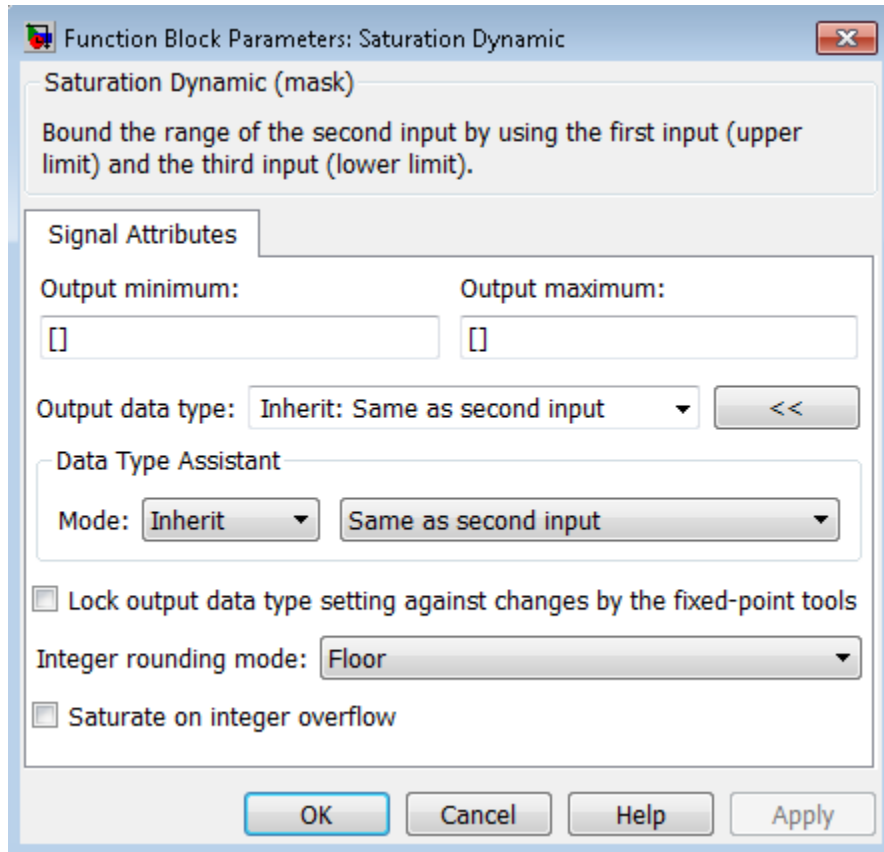 Function Block Parameters: Saturation Dynamic
Saturation Dynamic (mask)
Bound the range of the second input by using the first input (upper
limit) and the third input (lower limit).
Signal Attributes
Output minimum: Output maximum:
[] []
Output data type: Inherit: Same as second input <<
Data Type Assistant
Mode: Inherit Same as second input
Lock output data type setting against changes by the fixed-point tools
Integer rounding mode: Floor
Saturate on integer overflow
OK Cancel Help Apply